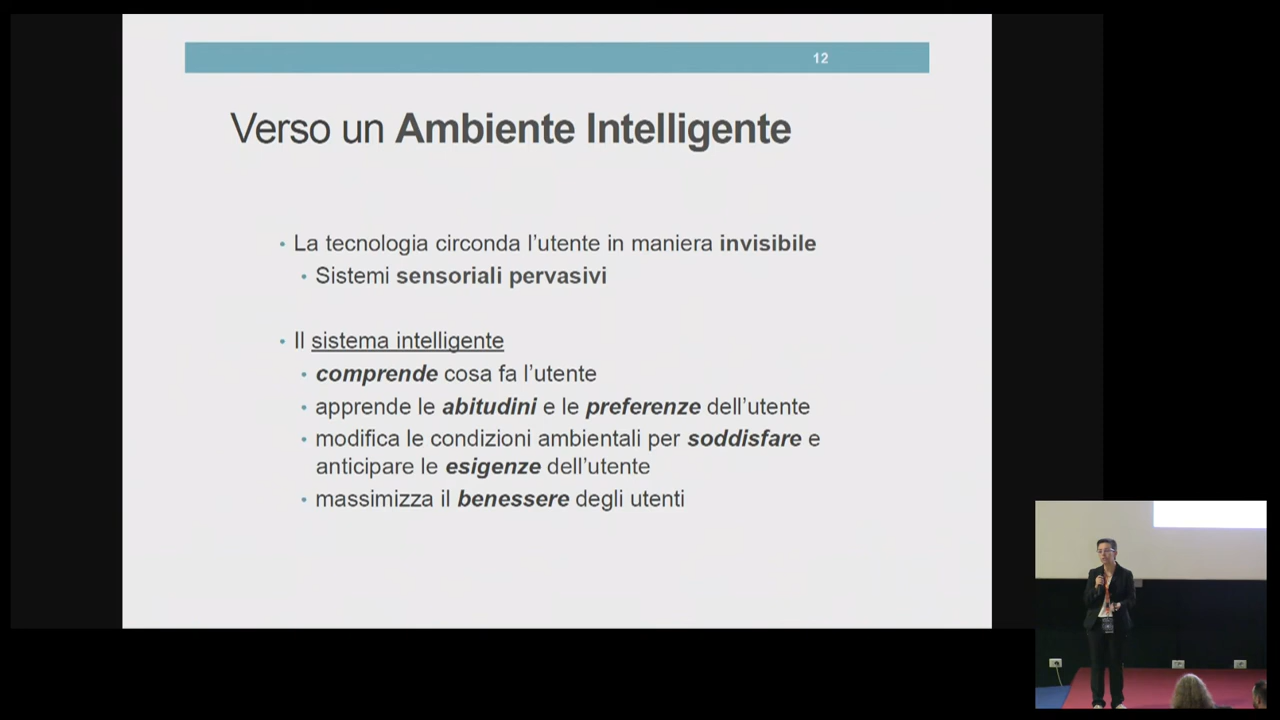 12
Verso un Ambiente Intelligente
• La tecnologia circonda l'utente in maniera invisibile
• Sistemi sensoriali pervasivi
• Il sistema intelligente
• comprende cosa fa l'utente
• apprende le abitudini e le preferenze dell'utente
• modifica le condizioni ambientali per soddisfare e
anticipare le esigenze dell'utente
• massimizza il benessere degli utenti